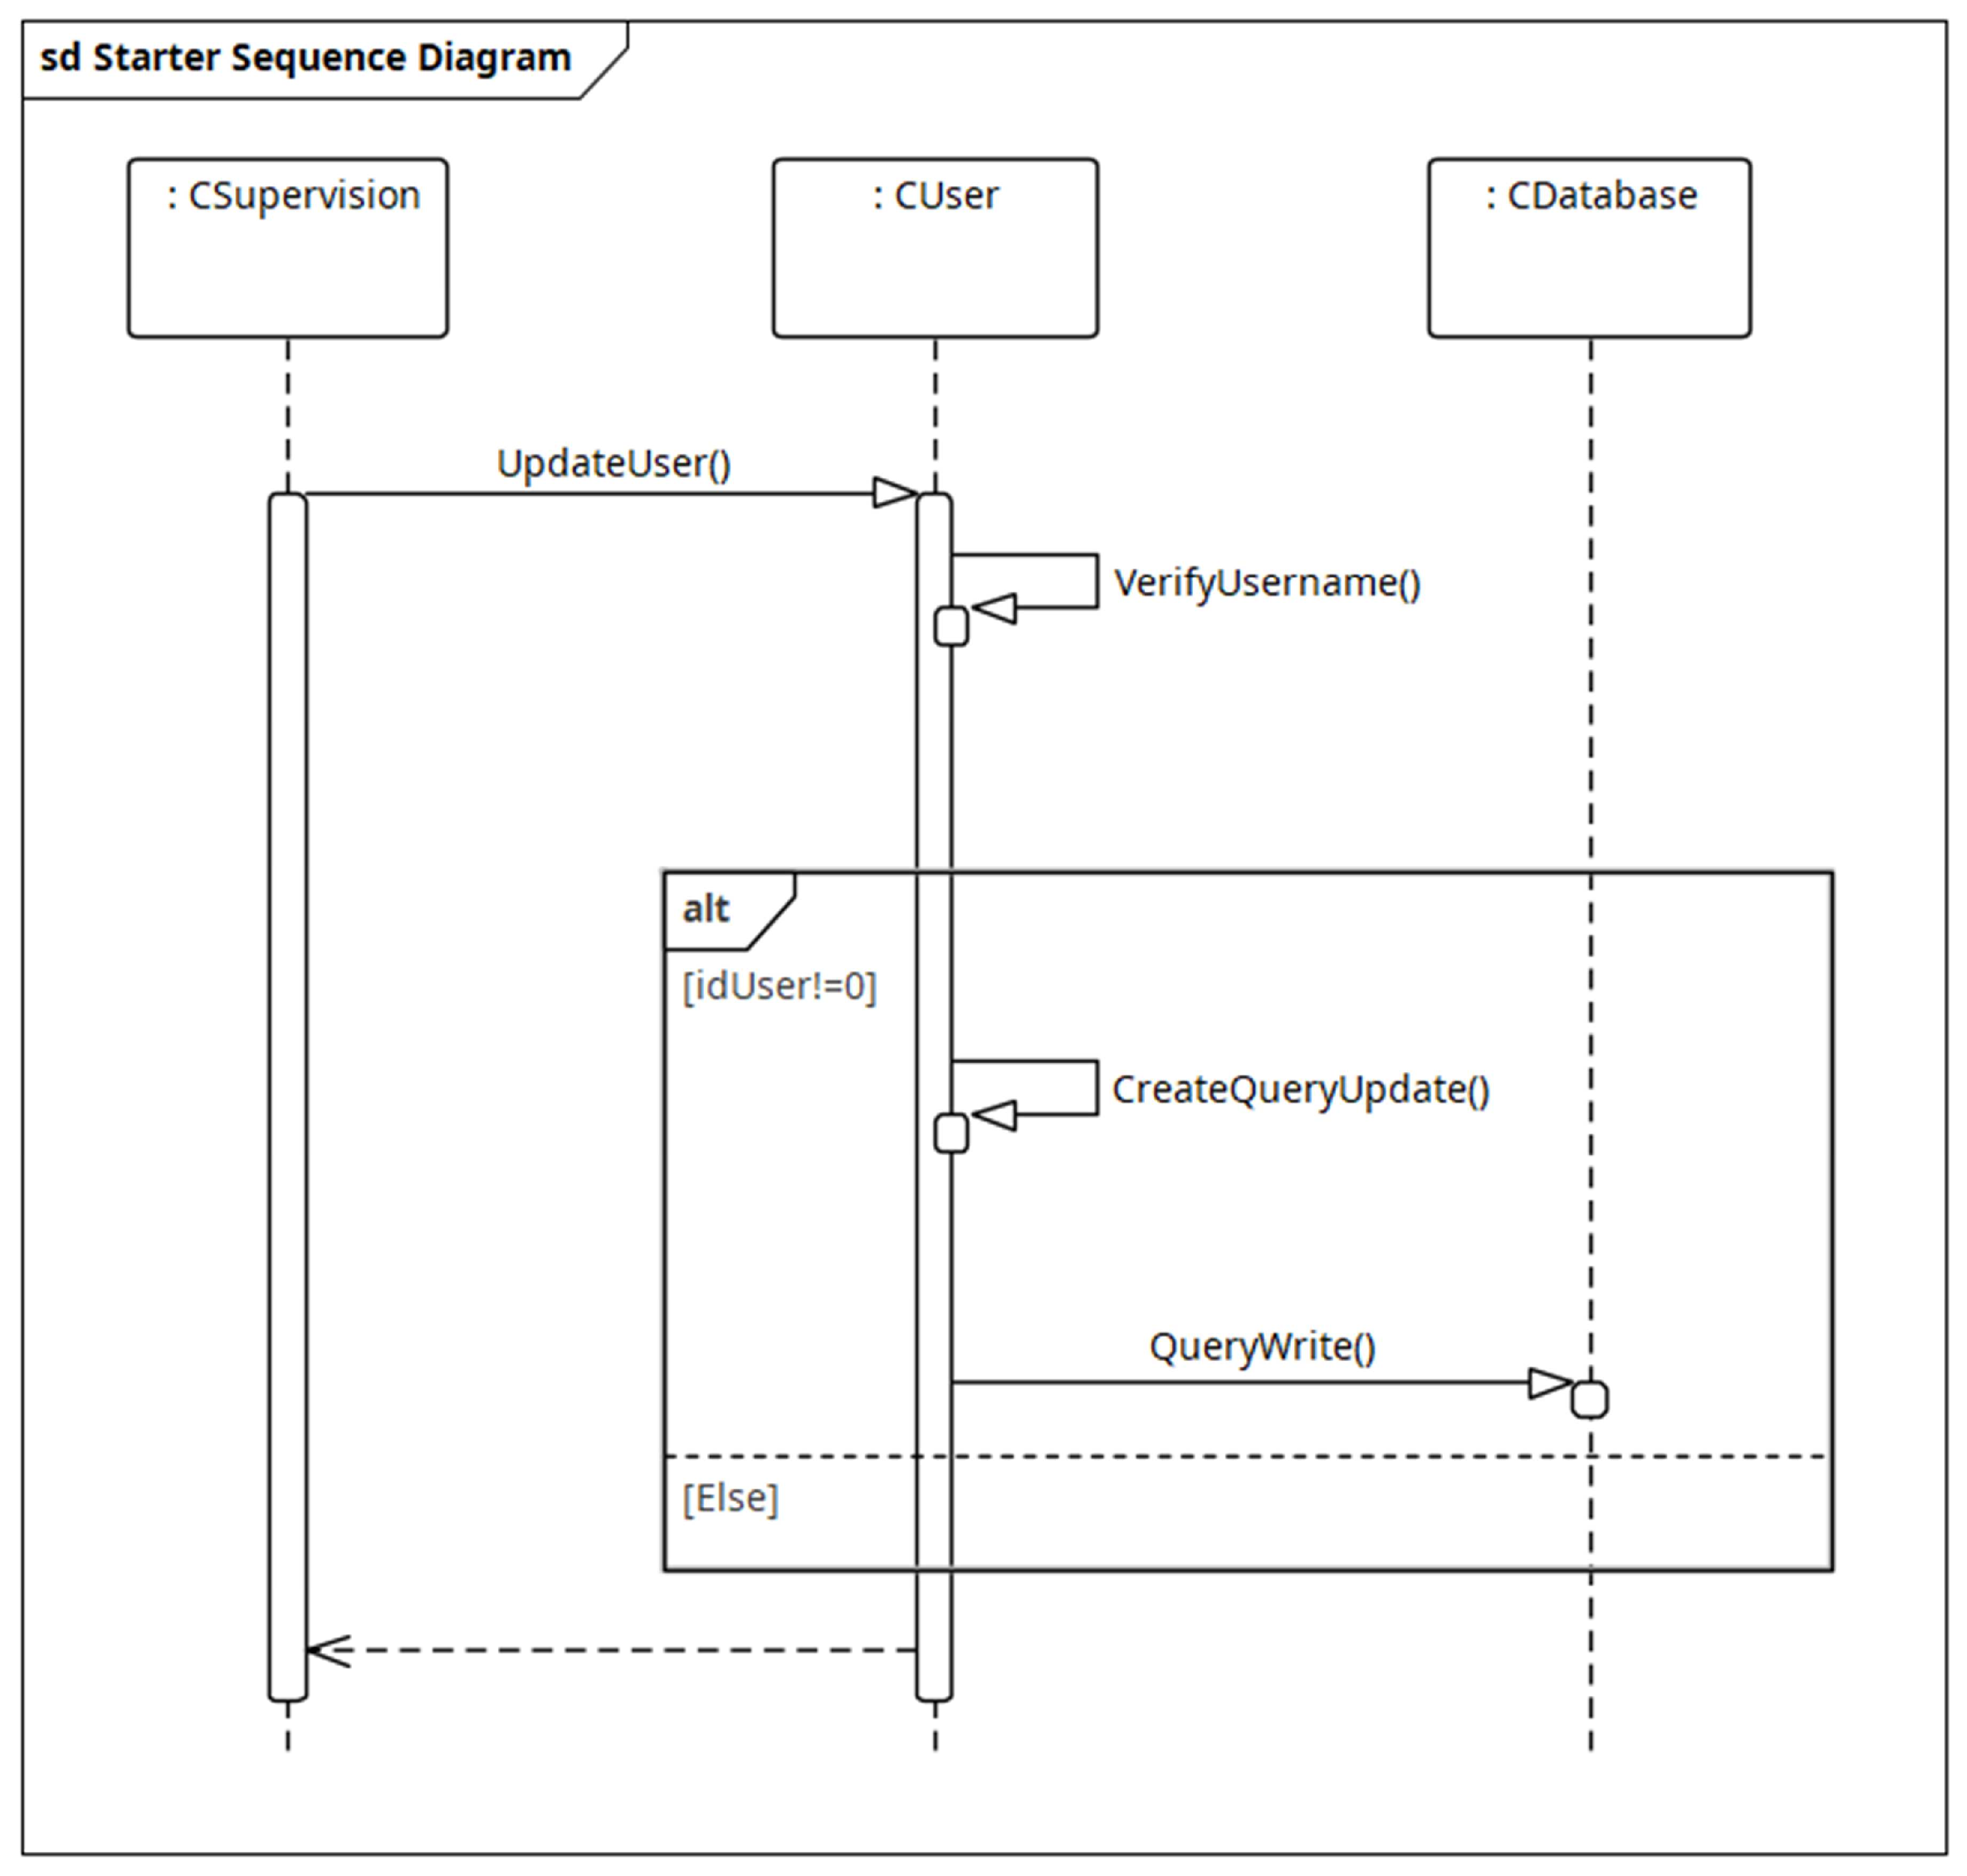 sd Starter Sequence Diagram
: CSupervision
: CUser
: CDatabase
UpdateUser()
VerifyUsername()
alt
[idUser!=0]
CreateQueryUpdate()
QueryWrite()
[Else]